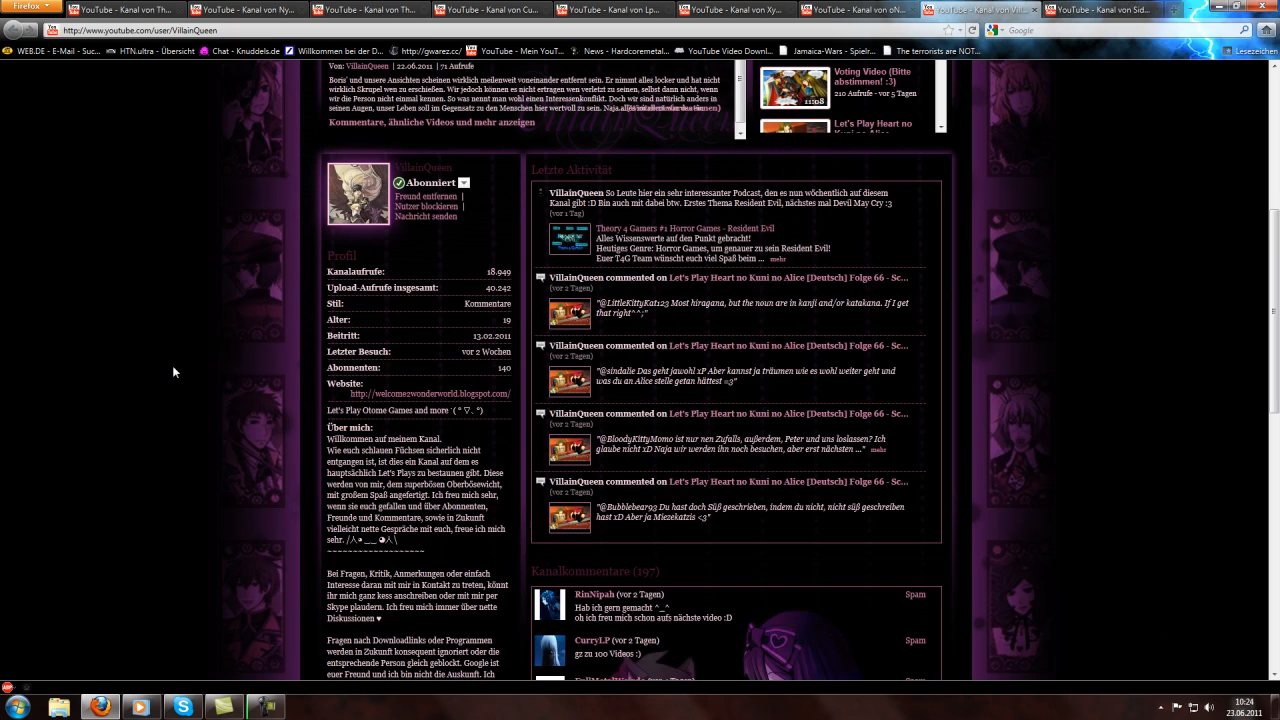 Firefox
YouTube - Kanal von Th...
YouTube - Kanal von Ny...
YouTube - Kanal von Th...
YouTube - Kanal von Cu...
YouTube - Kanal von Lp...
YouTube - Kanal von Xy...
YouTube - Kanal von oN...
YouTube - Kanal von Vill...
YouTube - Kanal von Sid...
http://www.youtube.com/user/VillainQueen
Google
WEB.DE - E-Mail - Suc...
HTN.ultra - Übersicht
Chat - Knuddels.de
Willkommen bei der D...
http://gwarez.cc/
YouTube - Mein YouT...
News - Hardcoremetal...
YouTube Video Downl...
Jamaica-Wars - Spielr...
The terrorists are NOT...
Lesezeichen
Von: VillainQueen | 22.06.2011 | 71 Aufrufe
Boris' und unsere Ansichten scheinen wirklich meilenweit voneinander entfernt sein. Er nimmt alles locker und hat nicht
wirklich Skrupel wen zu erschießen. Wir jedoch können es nicht ertragen wen verletzt zu seinen, selbst dann nicht, wenn
wir die Person nicht einmal kennen. So was nennt man wohl einen Interessenkonflikt. Doch wir sind natürlich anders in
seinen Augen, unser Leben soll im Gegensatz zu den Menschen hier wertvoll zu sein. Naja,
Kommentare, ähnliche Videos und mehr anzeigen
Voting Video (Bitte
abstimmen! :3)
210 Aufrufe - vor 5 Tagen
11:08
Let's Play Heart no
Kuni no Alice
VillainQueen
Abonniert
Freund entfernen |
Nutzer blockieren |
Nachricht senden
Profil
Kanalaufrufe: 18.949
Upload-Aufrufe insgesamt: 40.242
Stil: Kommentare
Alter: 19
Beitritt: 13.02.2011
Letzter Besuch: vor 2 Wochen
Abonnenten: 140
Website:
http://welcome2wonderworld.blogspot.com/
Let's Play Otome Games and more ˙( ° ▽、°)
Über mich:
Willkommen auf meinem Kanal.
Wie euch schlauen Füchsen sicherlich nicht
entgangen ist, ist dies ein Kanal auf dem es
hauptsächlich Let's Plays zu bestaunen gibt. Diese
werden von mir, dem superbösen Oberbösewicht,
mit großem Spaß angefertigt. Ich freu mich sehr,
wenn sie euch gefallen und über Abonnenten,
Freunde und Kommentare, sowie in Zukunft
vielleicht nette Gespräche mit euch, freue ich mich
sehr.
~~~~~~~~~~~~~~~~~~~
Bei Fragen, Kritik, Anmerkungen oder einfach
Interesse daran mit mir in Kontakt zu treten, könnt
ihr mich ganz kess anschreiben oder mit mir per
Skype plaudern. Ich freu mich immer über nette
Diskussionen ♥
Fragen nach Downloadlinks oder Programmen
werden in Zukunft konsequent ignoriert oder die
entsprechende Person gleich geblockt. Google ist
euer Freund und ich bin nicht die Auskunft. Ich
Letzte Aktivität
VillainQueen So Leute hier ein sehr interessanter Podcast, den es nun wöchentlich auf diesem
Kanal gibt :D Bin auch mit dabei btw. Erstes Thema Resident Evil, nächstes mal Devil May Cry :3
(vor 1 Tag)
Theory 4 Gamers #1 Horror Games - Resident Evil
Alles Wissenswerte auf den Punkt gebracht!
Heutiges Genre: Horror Games, um genauer zu sein Resident Evil!
Euer T4G Team wünscht euch viel Spaß beim ... mehr
VillainQueen commented on Let's Play Heart no Kuni no Alice [Deutsch] Folge 66 - Sc...
(vor 2 Tagen)
"@LittleKittyKat123 Most hiragana, but the noun are in kanji and/or katakana. If I get
that right^^;"
VillainQueen commented on Let's Play Heart no Kuni no Alice [Deutsch] Folge 66 - Sc...
(vor 2 Tagen)
"@sindalie Das geht jawohl xP Aber kannst ja träumen wie es wohl weiter geht und
was du an Alice stelle getan hättest =3"
VillainQueen commented on Let's Play Heart no Kuni no Alice [Deutsch] Folge 66 - Sc...
(vor 2 Tagen)
"@BloodyKittyMomo ist nur nen Zufalls, außerdem, Peter und uns loslassen? Ich
glaube nicht xD Naja wir werden ihn noch besuchen, aber erst nächsten ..." mehr
VillainQueen commented on Let's Play Heart no Kuni no Alice [Deutsch] Folge 66 - Sc...
(vor 2 Tagen)
"@Bubblebear93 Du hast doch Süß geschrieben, indem du nicht, nicht süß geschreiben
hast xD Aber ja Miezekatzis <3"
Kanalkommentare (197)
RinNipah (vor 2 Tagen) Spam
Hab ich gern gemacht ^_^
oh ich freu mich schon aufs nächste video :D
CurryLP (vor 2 Tagen) Spam
gz zu 100 Videos :)
10:24
23.06.2011